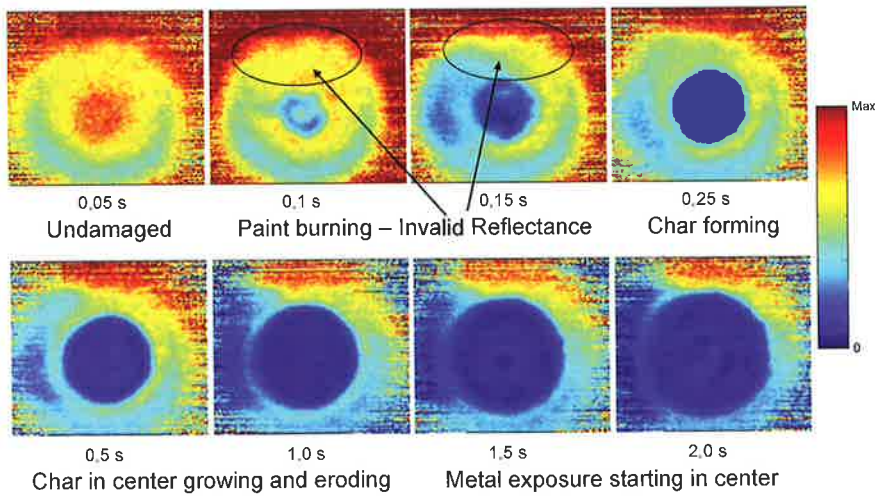 0,05 s
0,1 s
0,15 s
0,25 s
Undamaged
Paint burning – Invalid Reflectance
Char forming
Max
0
0,5 s
1,0 s
1,5 s
2,0 s
Char in center growing and eroding
Metal exposure starting in center